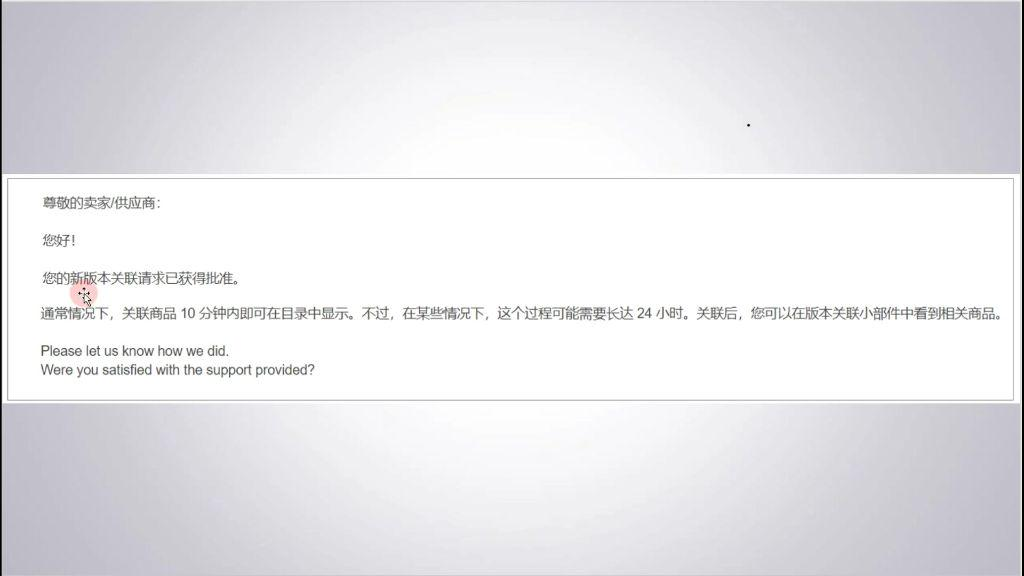 尊敬的卖家/供应商：
您好！
您的新版本关联请求已获得批准。
通常情况下，关联商品 10 分钟内即可在目录中显示。不过，在某些情况下，这个过程可能需要长达 24 小时。关联后，您可以在版本关联小部件中看到相关商品。
Please let us know how we did.
Were you satisfied with the support provided?